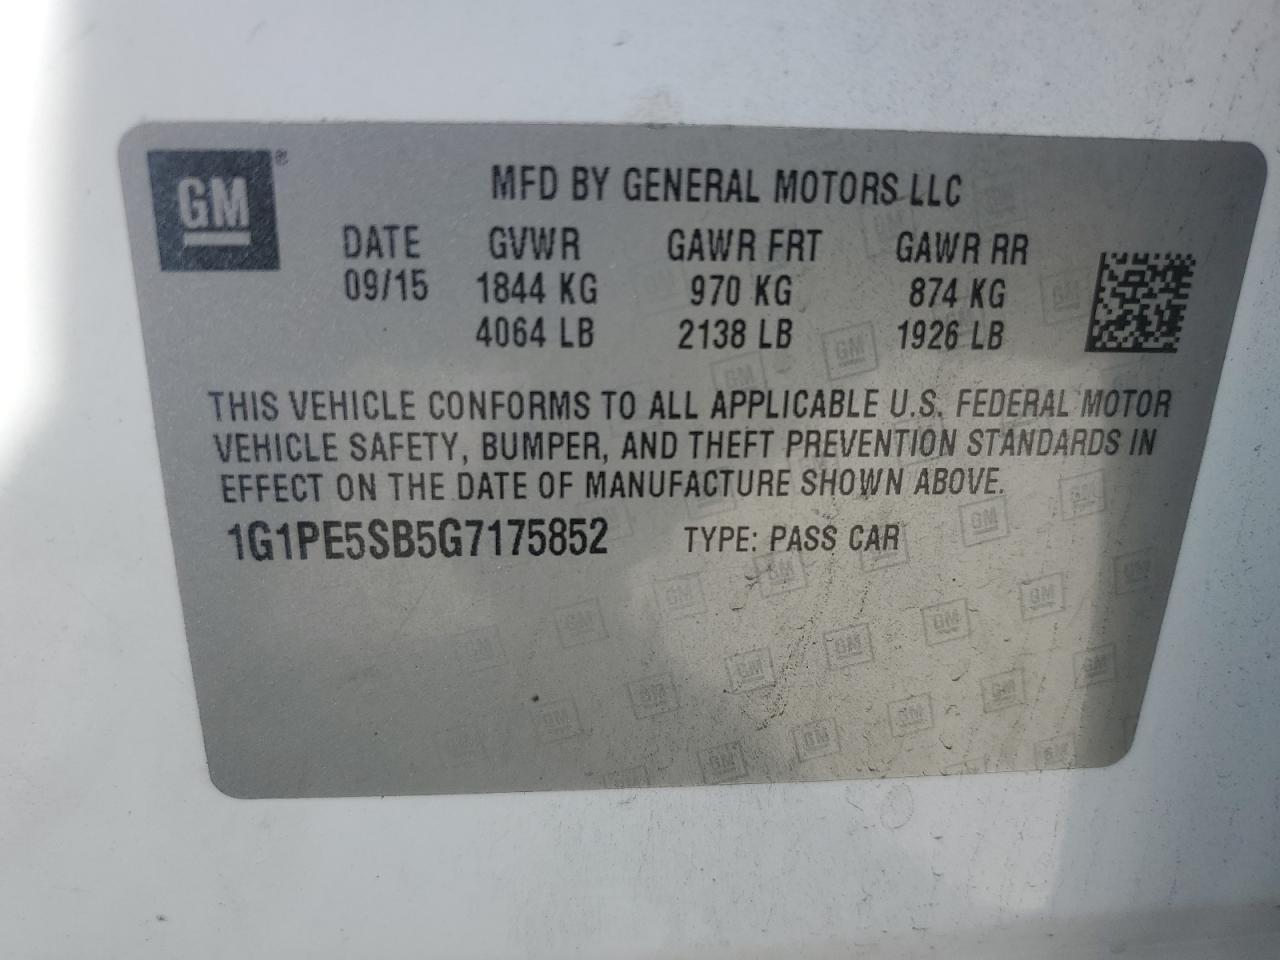 GM®
MFD BY GENERAL MOTORS LLC
DATE GVWR GAWR FRT GAWR RR
09/15 1844 KG 970 KG 874 KG
4064 LB 2138 LB 1926 LB
THIS VEHICLE CONFORMS TO ALL APPLICABLE U.S. FEDERAL MOTOR
VEHICLE SAFETY, BUMPER, AND THEFT PREVENTION STANDARDS IN
EFFECT ON THE DATE OF MANUFACTURE SHOWN ABOVE.
1G1PE5SB5G7175852 TYPE: PASS CAR